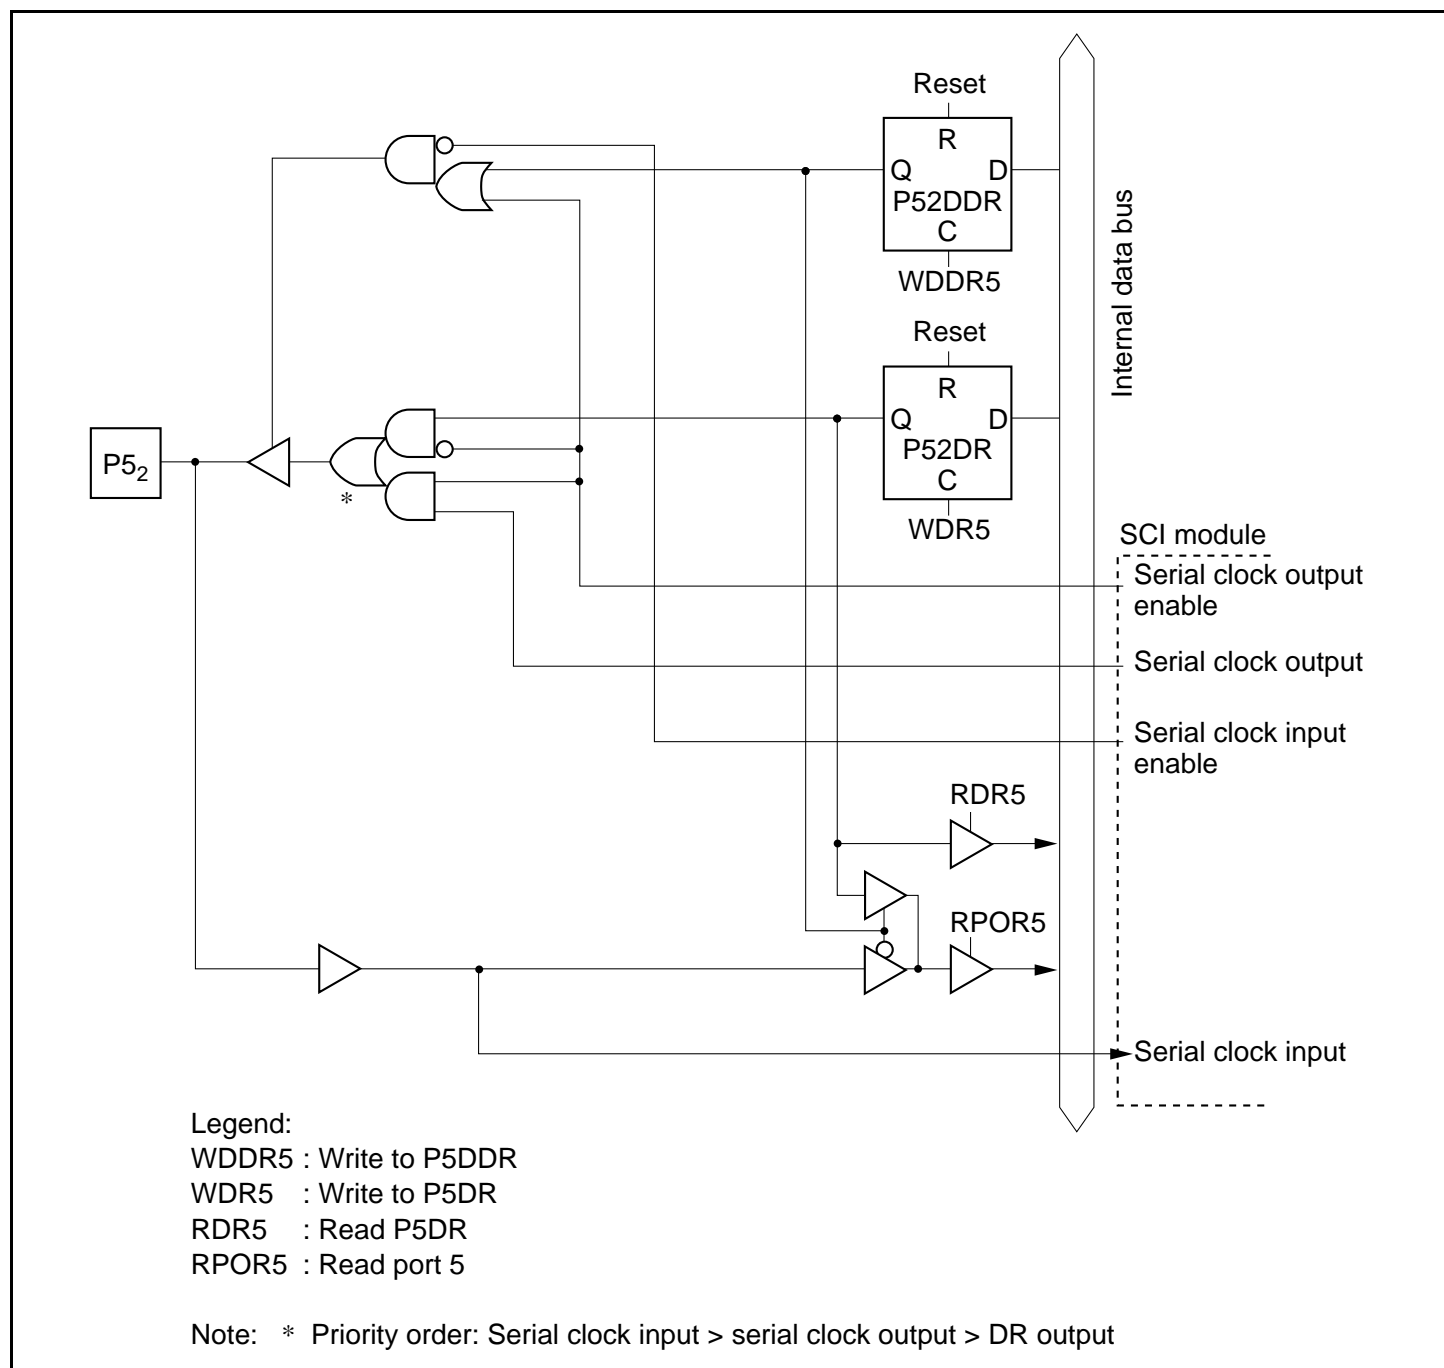 Reset
R
Q D
P52DDR
C
WDDR5
Internal data bus
Reset
R
Q D
P52DR
C
WDR5
P5₂
*
SCI module
Serial clock output
enable
Serial clock output
Serial clock input
enable
RDR5
RPOR5
Serial clock input
Legend:
WDDR5 : Write to P5DDR
WDR5 : Write to P5DR
RDR5 : Read P5DR
RPOR5 : Read port 5
Note: * Priority order: Serial clock input > serial clock output > DR output